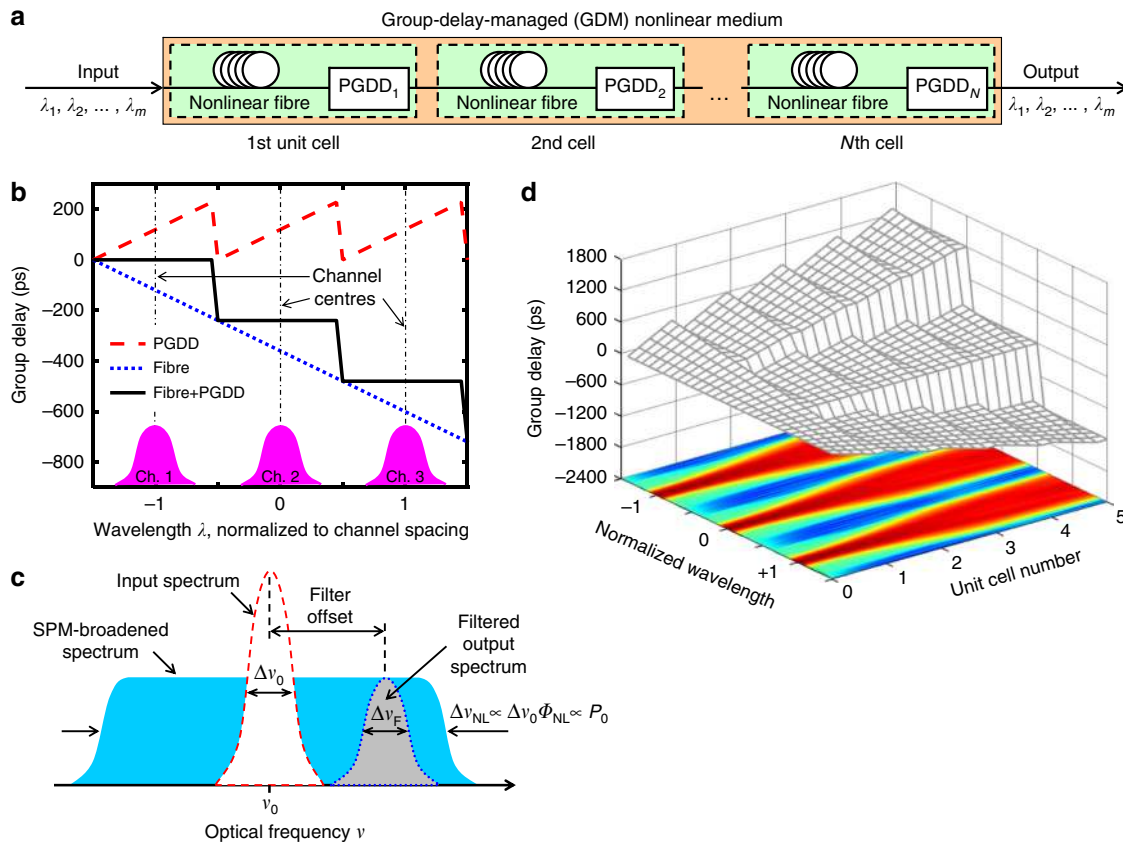 a
Group-delay-managed (GDM) nonlinear medium
Input
λ1, λ2, ... , λm
Nonlinear fibre
PGDD1
Nonlinear fibre
PGDD2
...
Nonlinear fibre
PGDDN
Output
λ1, λ2, ... , λm
1st unit cell
2nd cell
Nth cell
b
Group delay (ps)
200
0
−200
−400
−600
−800
Channel
centres
PGDD
Fibre
Fibre+PGDD
Ch. 1
Ch. 2
Ch. 3
−1
0
1
Wavelength λ, normalized to channel spacing
c
Input spectrum
SPM-broadened
spectrum
Filter
offset
Filtered
output
spectrum
Δν0
ΔνF
ΔνNL ∝ Δν0ΦNL ∝ P0
ν0
Optical frequency ν
d
Group delay (ps)
1800
1200
600
0
−600
−1200
−1800
−2400
−1
0
+1
Normalized wavelength
0
1
2
3
4
5
Unit cell number